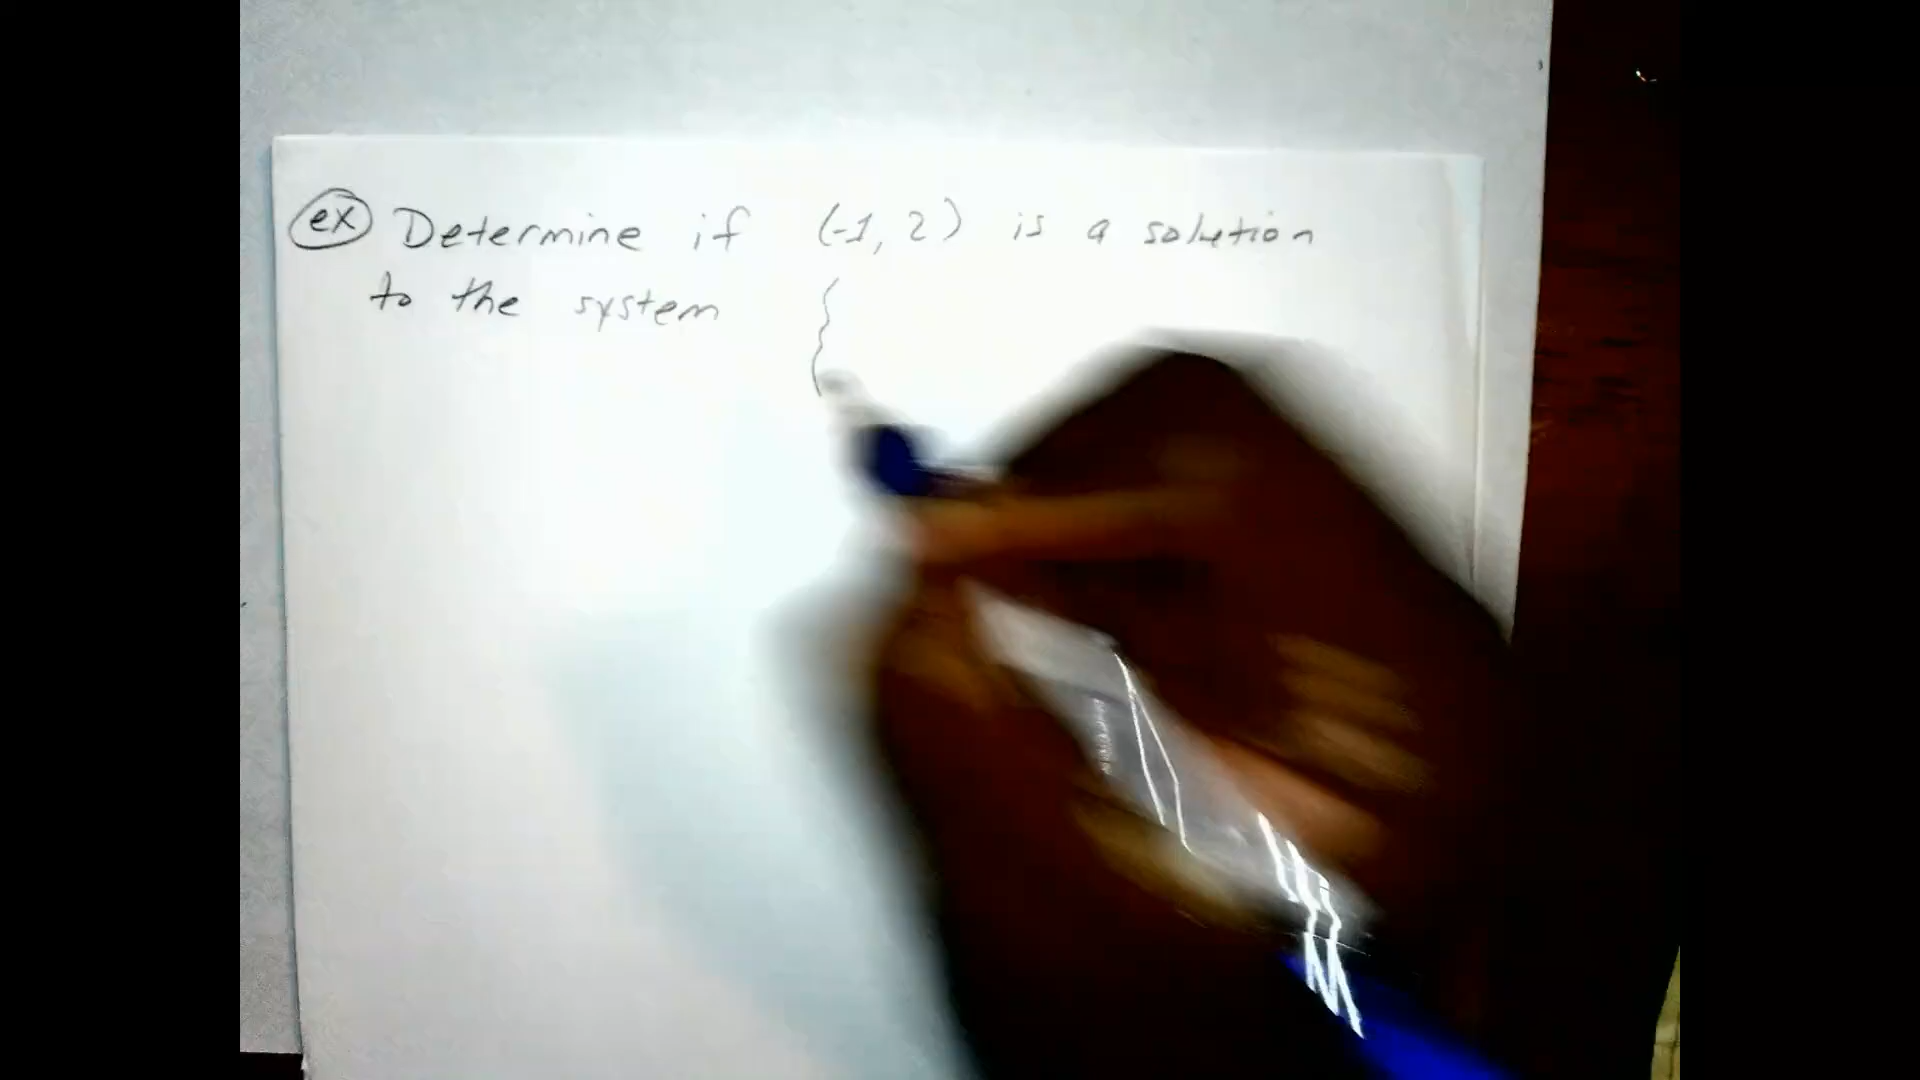 ex Determine if (-1, 2) is a solution
to the system {